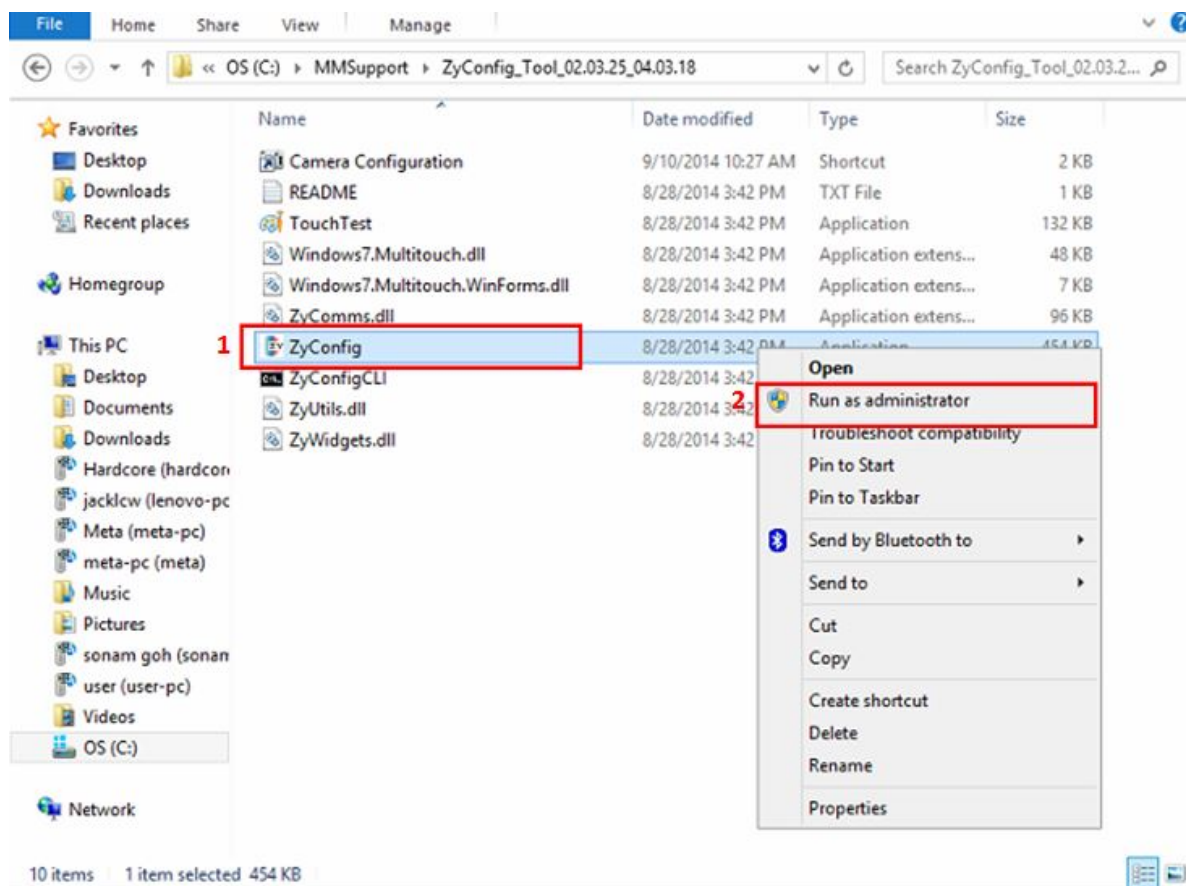 File Home Share View Manage
« OS (C:) MMSupport ZyConfig_Tool_02.03.25_04.03.18 Search ZyConfig_Tool_02.03.2...
Name Date modified Type Size
Favorites
Desktop
Downloads
Recent places
Homegroup
This PC
Desktop
Documents
Downloads
Hardcore (hardcore
jacklcw (lenovo-pc
Meta (meta-pc)
meta-pc (meta)
Music
Pictures
sonam goh (sonam
user (user-pc)
Videos
OS (C:)
Network
Camera Configuration 9/10/2014 10:27 AM Shortcut 2 KB
README 8/28/2014 3:42 PM TXT File 1 KB
TouchTest 8/28/2014 3:42 PM Application 132 KB
Windows7.Multitouch.dll 8/28/2014 3:42 PM Application extens... 48 KB
Windows7.Multitouch.WinForms.dll 8/28/2014 3:42 PM Application extens... 7 KB
ZyComms.dll 8/28/2014 3:42 PM Application extens... 96 KB
1 ZyConfig 8/28/2014 3:42 PM Application 454 KB
ZyConfigCLI 8/28/2014 3:42
ZyUtils.dll 8/28/2014 3:42
ZyWidgets.dll 8/28/2014 3:42
Open
2 Run as administrator
Troubleshoot compatibility
Pin to Start
Pin to Taskbar
Send by Bluetooth to
Send to
Cut
Copy
Create shortcut
Delete
Rename
Properties
10 items 1 item selected 454 KB